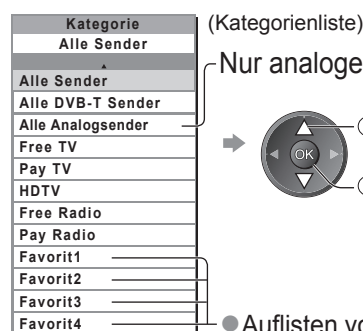 Kategorie
Alle Sender
Alle Sender
Alle DVB-T Sender
Alle Analogsender
Free TV
Pay TV
HDTV
Free Radio
Pay Radio
Favorit1
Favorit2
Favorit3
Favorit4
(Kategorienliste)
Nur analoge
OK
Auflisten